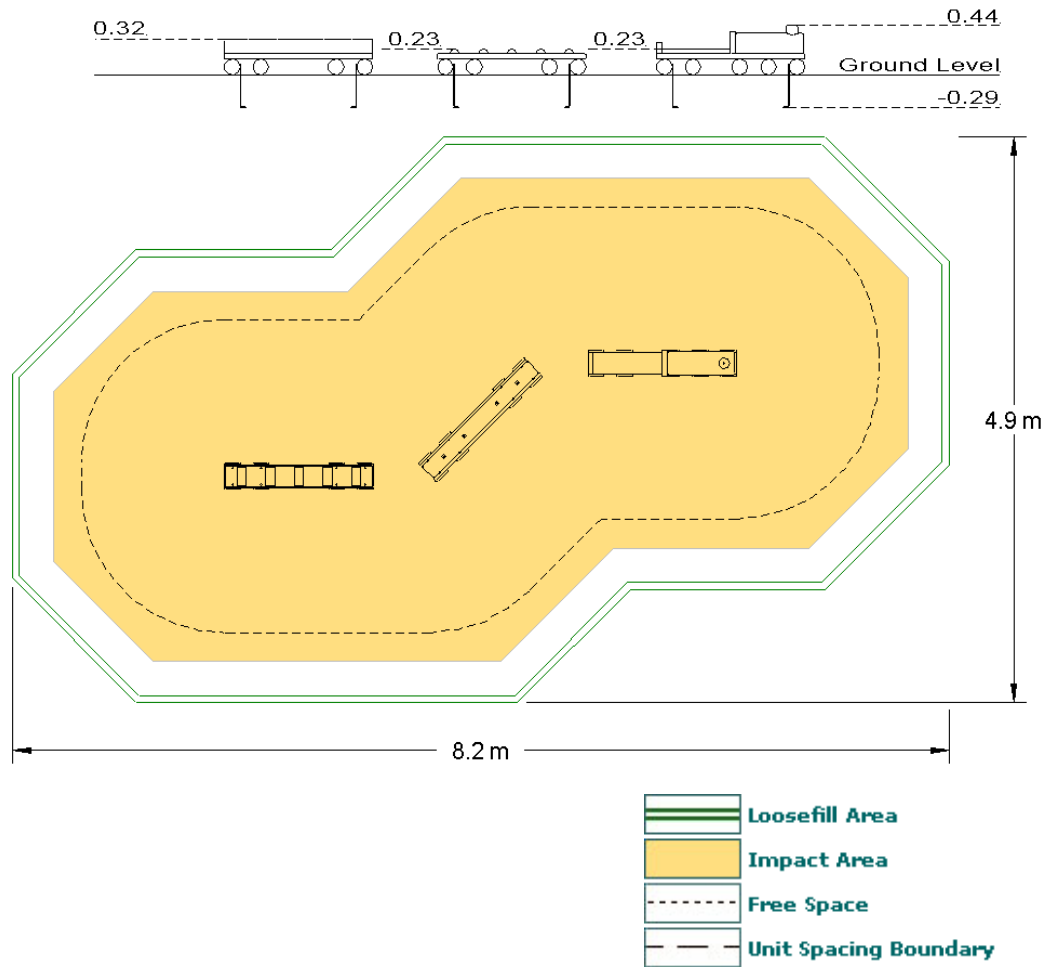 0.32
0.23
0.23
0.44
Ground Level
-0.29
4.9 m
8.2 m
Loosefill Area
Impact Area
Free Space
Unit Spacing Boundary